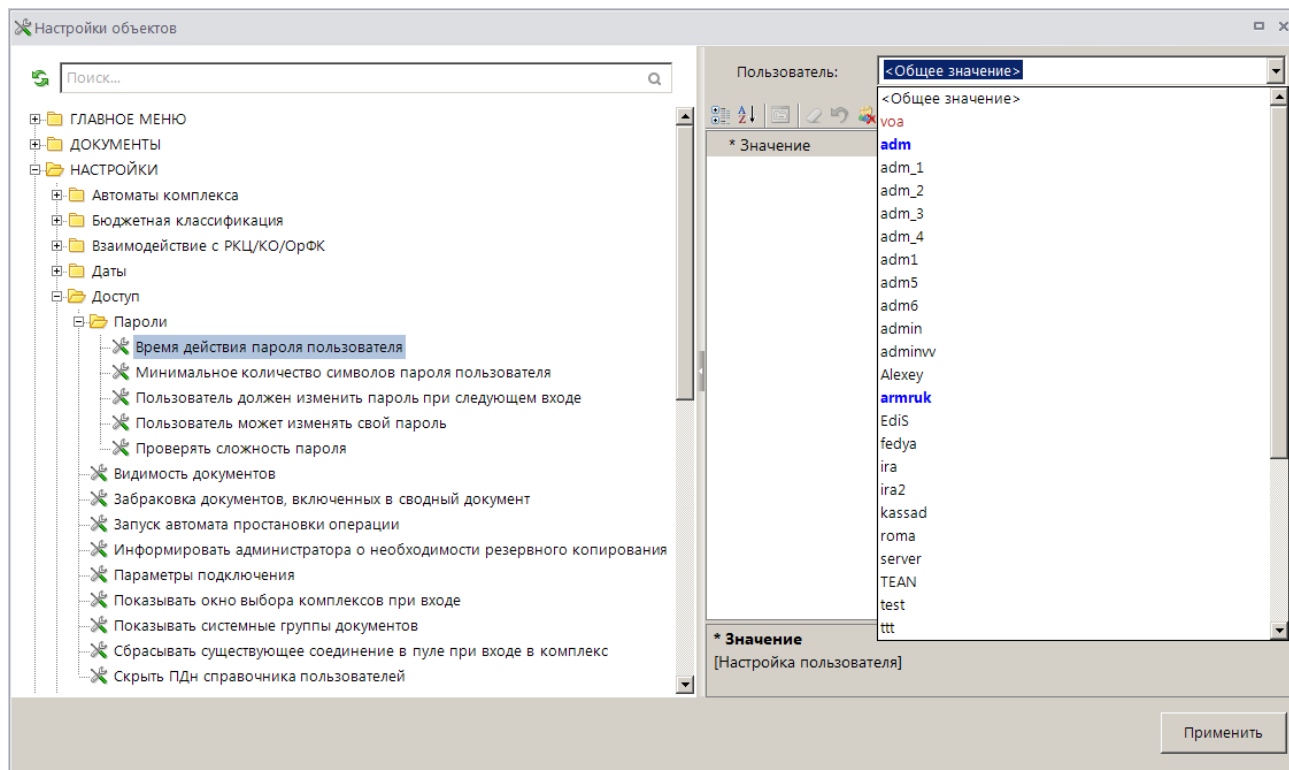 Настройки объектов
Поиск...
ГЛАВНОЕ МЕНЮ
ДОКУМЕНТЫ
НАСТРОЙКИ
Автоматы комплекса
Бюджетная классификация
Взаимодействие с РКЦ/КО/ОрФК
Даты
Доступ
Пароли
Время действия пароля пользователя
Минимальное количество символов пароля пользователя
Пользователь должен изменить пароль при следующем входе
Пользователь может изменять свой пароль
Проверять сложность пароля
Видимость документов
Забраковка документов, включенных в сводный документ
Запуск автомата простановки операции
Информировать администратора о необходимости резервного копирования
Параметры подключения
Показывать окно выбора комплексов при входе
Показывать системные группы документов
Сбрасывать существующее соединение в пуле при входе в комплекс
Скрыть ПДн справочника пользователей
Пользователь:
<Общее значение>
<Общее значение>
voa
adm
adm_1
adm_2
adm_3
adm_4
adm1
adm5
adm6
admin
adminvv
Alexey
armruk
EdiS
fedya
ira
ira2
kassad
roma
server
TEAN
test
ttt
* Значение
* Значение
[Настройка пользователя]
Применить